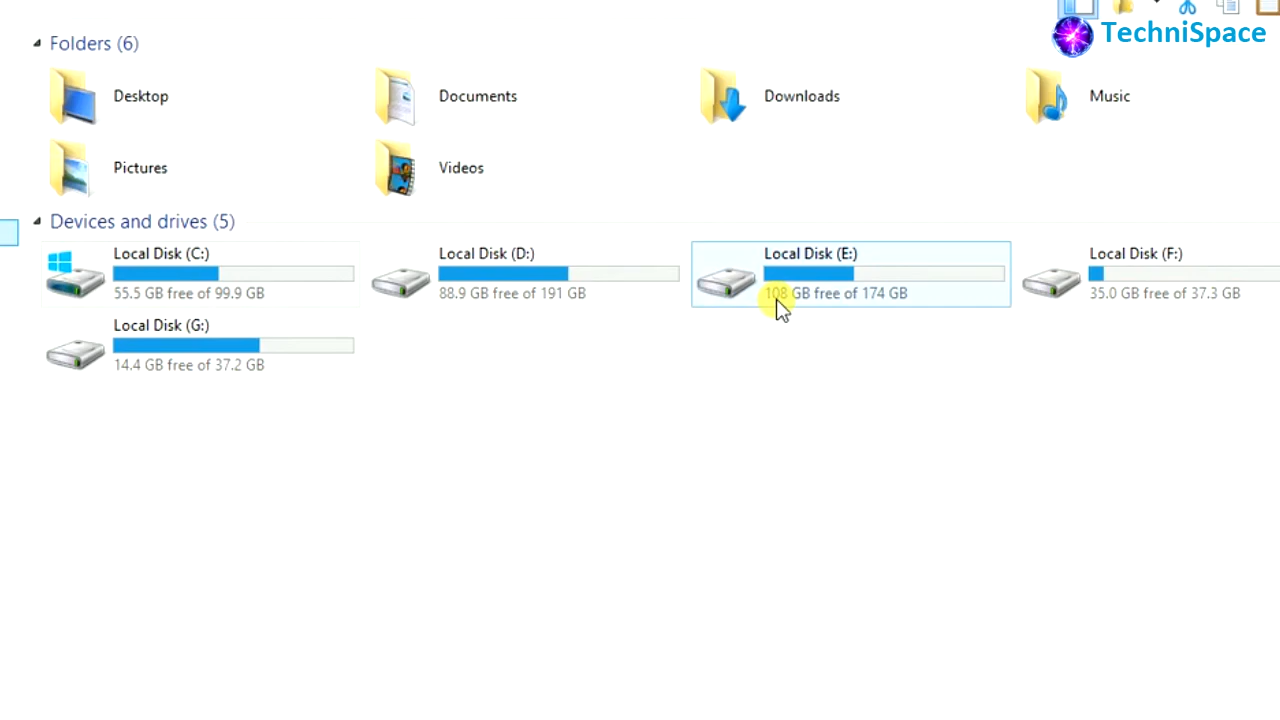 TechniSpace
Folders (6)
Desktop
Documents
Downloads
Music
Pictures
Videos
Devices and drives (5)
Local Disk (C:)
55.5 GB free of 99.9 GB
Local Disk (D:)
88.9 GB free of 191 GB
Local Disk (E:)
108 GB free of 174 GB
Local Disk (F:)
35.0 GB free of 37.3 GB
Local Disk (G:)
14.4 GB free of 37.2 GB